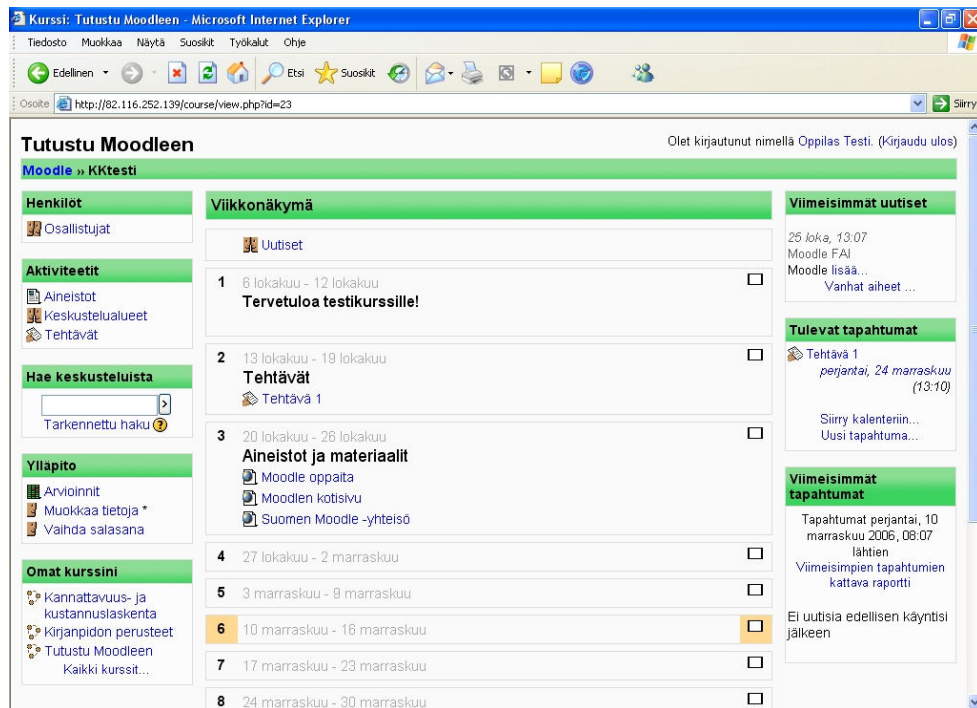 Kurssi: Tutustu Moodleen - Microsoft Internet Explorer
Tiedosto Muokkaa Näytä Suosikit Työkalut Ohje
Edellinen Etsi Suosikit
Osoite http://82.116.252.139/course/view.php?id=23 Siirry
Tutustu Moodleen
Olet kirjautunut nimellä Oppilas Testi. (Kirjaudu ulos)
Moodle » KKtesti
Henkilöt
Osallistujat
Aktiviteetit
Aineistot
Keskustelualueet
Tehtävät
Hae keskusteluista
Tarkennettu haku ?
Ylläpito
Arvioinnit
Muokkaa tietoja *
Vaihda salasana
Omat kurssini
Kannattavuus- ja
kustannuslaskenta
Kirjanpidon perusteet
Tutustu Moodleen
Kaikki kurssit...
Viikkonäkymä
Uutiset
1 6 lokakuu - 12 lokakuu
Tervetuloa testikurssille!
2 13 lokakuu - 19 lokakuu
Tehtävät
Tehtävä 1
3 20 lokakuu - 26 lokakuu
Aineistot ja materiaalit
Moodle oppaita
Moodlen kotisivu
Suomen Moodle -yhteisö
4 27 lokakuu - 2 marraskuu
5 3 marraskuu - 9 marraskuu
6 10 marraskuu - 16 marraskuu
7 17 marraskuu - 23 marraskuu
8 24 marraskuu - 30 marraskuu
Viimeisimmät uutiset
25 loka, 13:07
Moodle FAI
Moodle lisää...
Vanhat aiheet ...
Tulevat tapahtumat
Tehtävä 1
perjantai, 24 marraskuu
(13:10)
Siirry kalenteriin...
Uusi tapahtuma...
Viimeisimmät
tapahtumat
Tapahtumat perjantai, 10
marraskuu 2006, 08:07
lähtien
Viimeisimpien tapahtumien
kattava raportti
Ei uutisia edellisen käyntisi
jälkeen